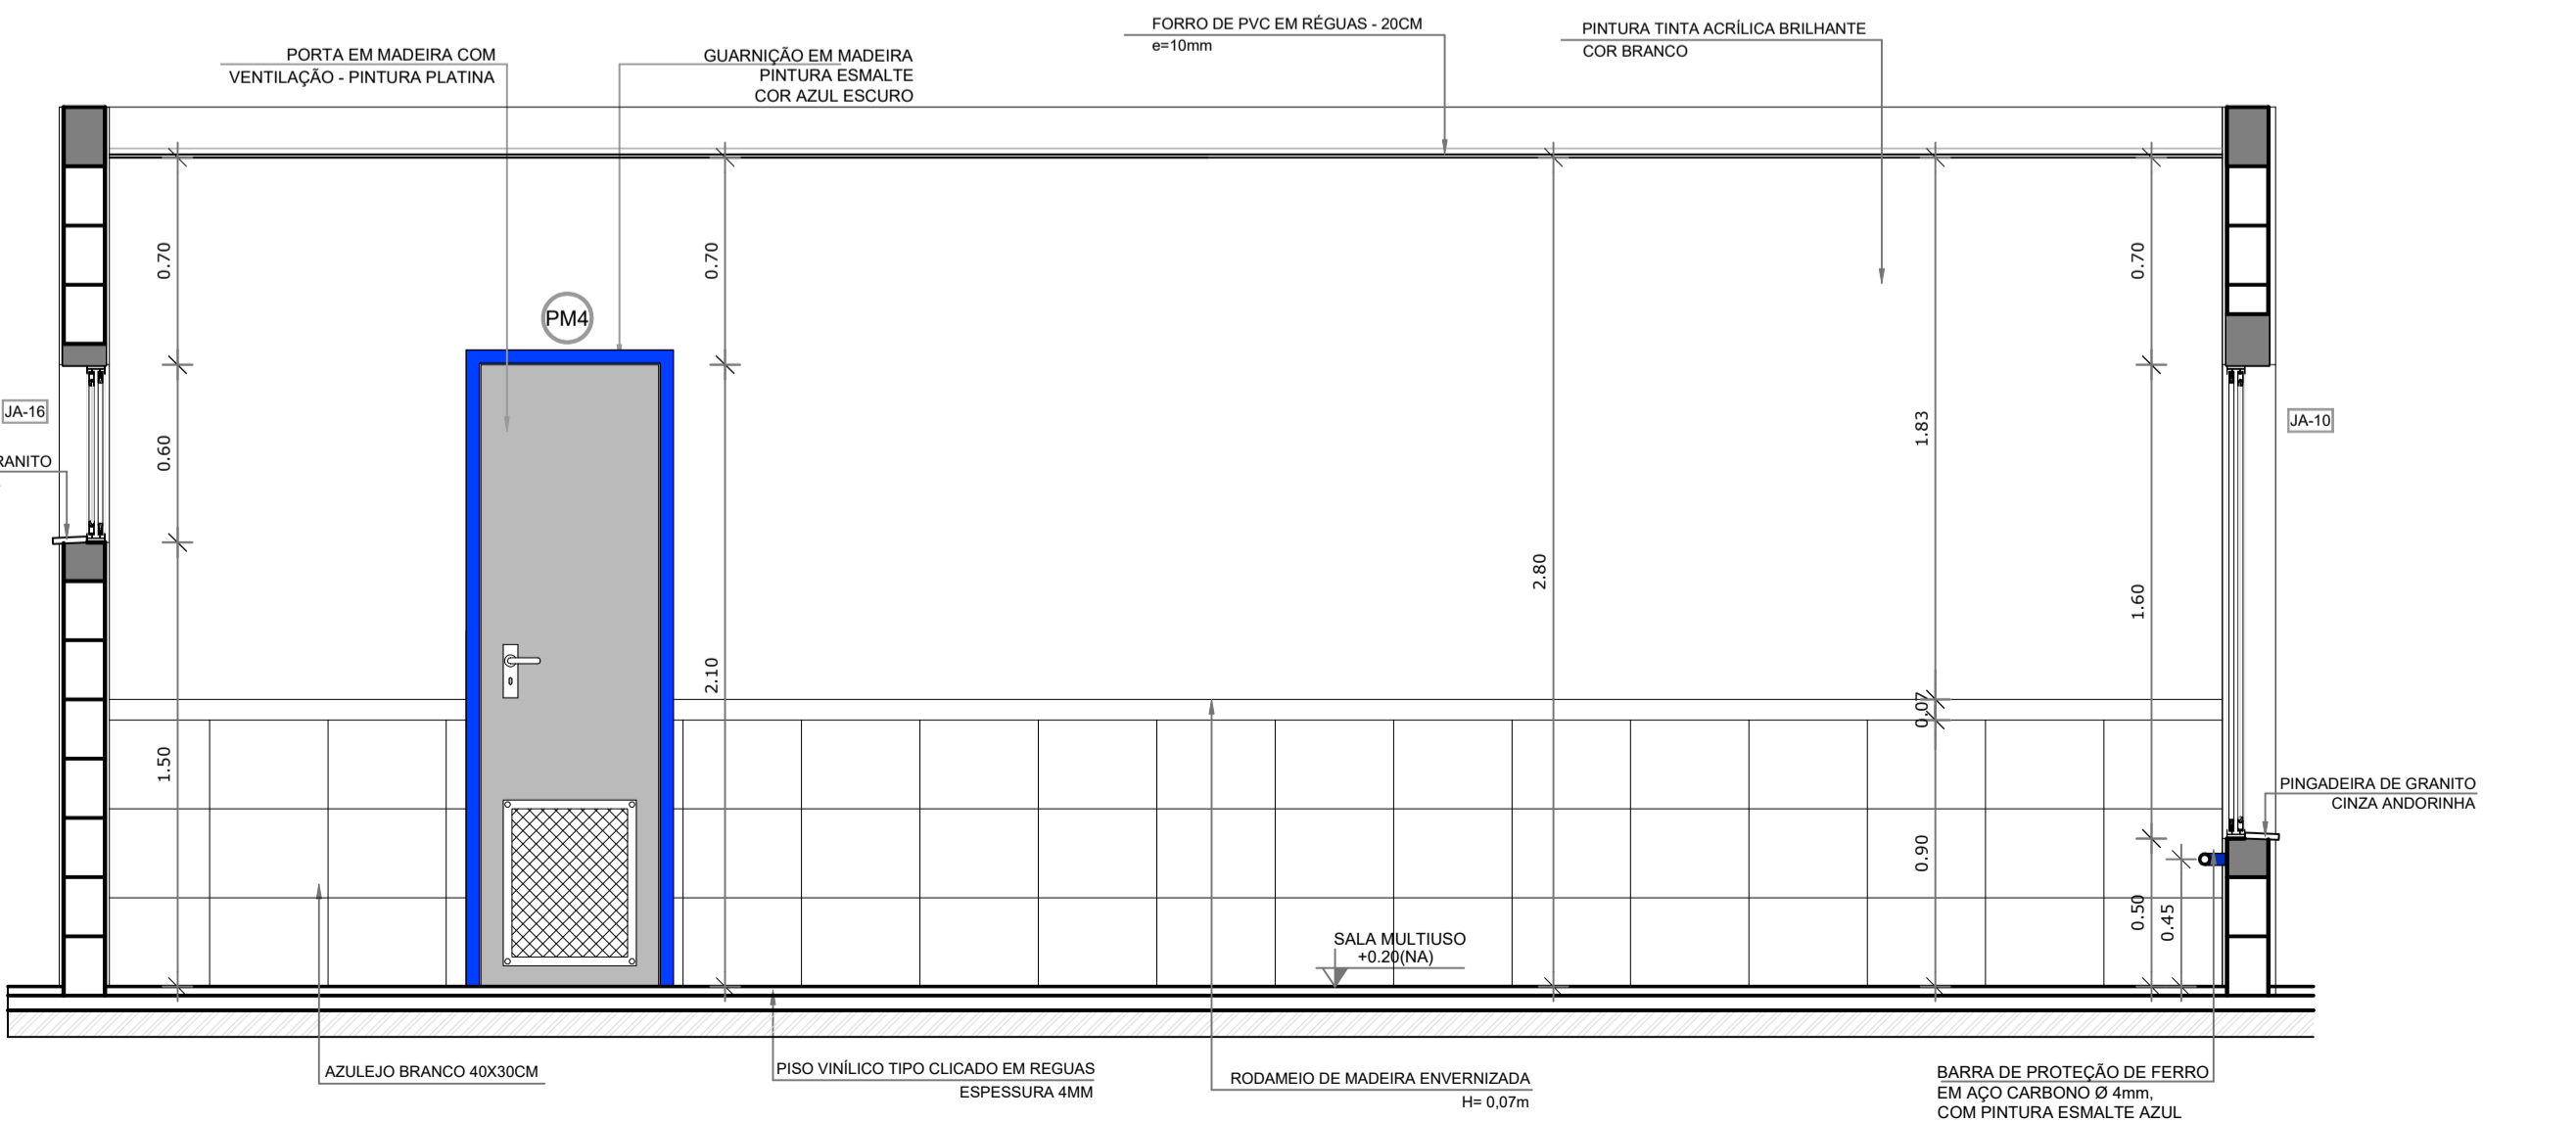 FORRO DE PVC EM RÉGUAS - 20CM
e=10mm
PINTURA TINTA ACRÍLICA BRILHANTE
COR BRANCO
PORTA EM MADEIRA COM
VENTILAÇÃO - PINTURA PLATINA
GUARNIÇÃO EM MADEIRA
PINTURA ESMALTE
COR AZUL ESCURO
0.70
0.70
0.70
PM4
JA-16
JA-10
1.83
0.60
RANITO
2.80
1.60
2.10
0.07
1.50
PINGADEIRA DE GRANITO
CINZA ANDORINHA
0.90
0.50
0.45
SALA MULTIUSO
+0.20(NA)
AZULEJO BRANCO 40X30CM
PISO VINÍLICO TIPO CLICADO EM REGUAS
ESPESSURA 4MM
RODAMEIO DE MADEIRA ENVERNIZADA
H= 0,07m
BARRA DE PROTEÇÃO DE FERRO
EM AÇO CARBONO Ø 4mm,
COM PINTURA ESMALTE AZUL